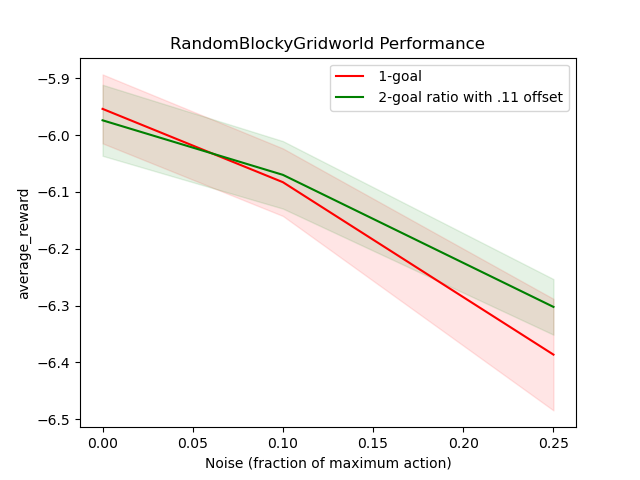 RandomBlockyGridworld Performance
1-goal
2-goal ratio with .11 offset
average_reward
−5.9
−6.0
−6.1
−6.2
−6.3
−6.4
−6.5
0.00 0.05 0.10 0.15 0.20 0.25
Noise (fraction of maximum action)